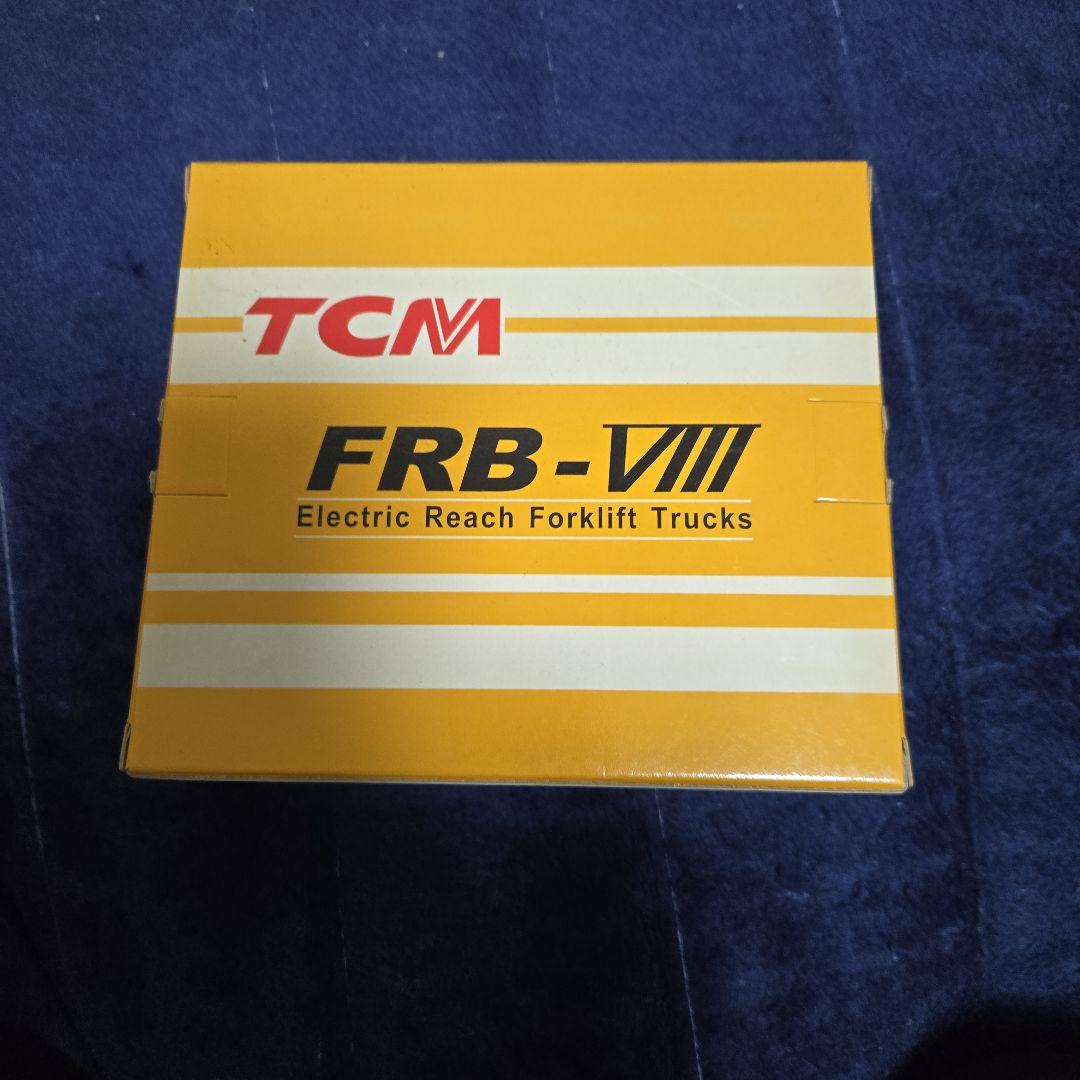 TCM
FRB-VIII
Electric Reach Forklift Trucks